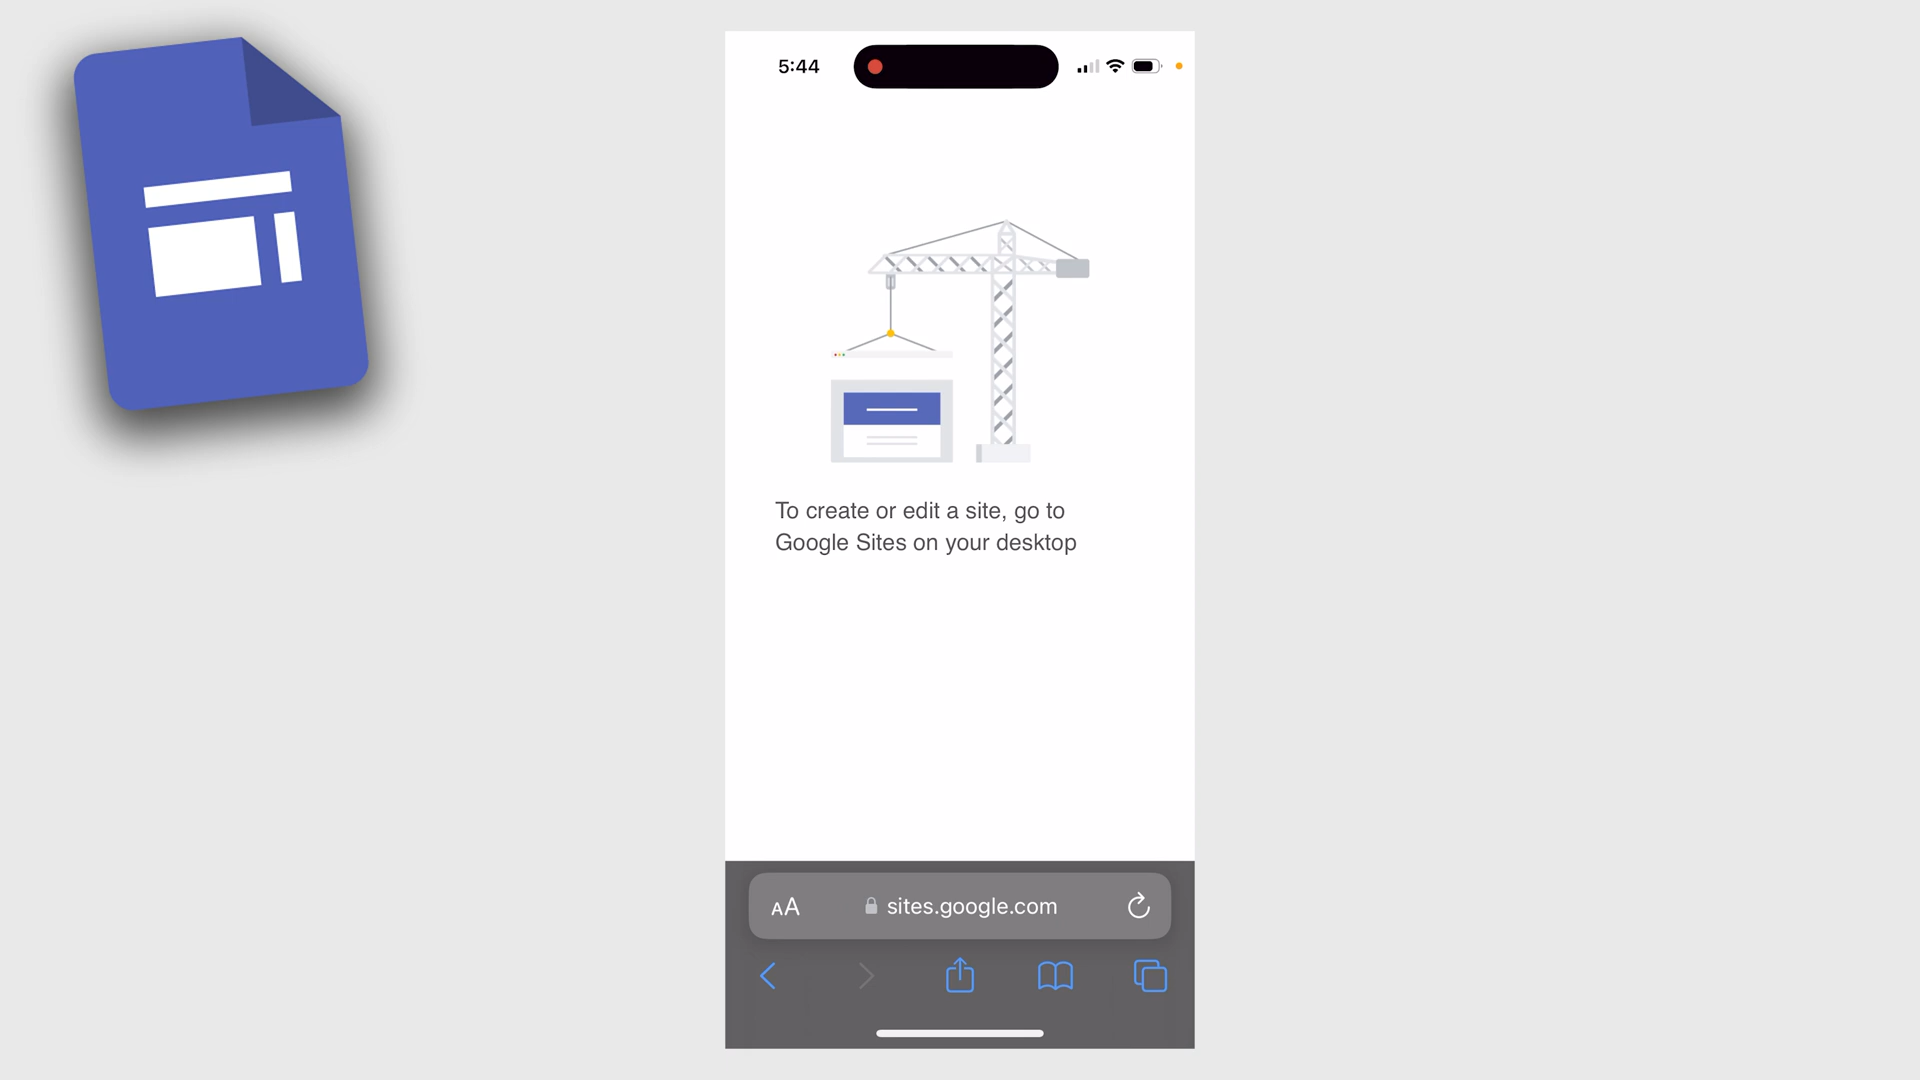 5:44
To create or edit a site, go to
Google Sites on your desktop
AA
sites.google.com